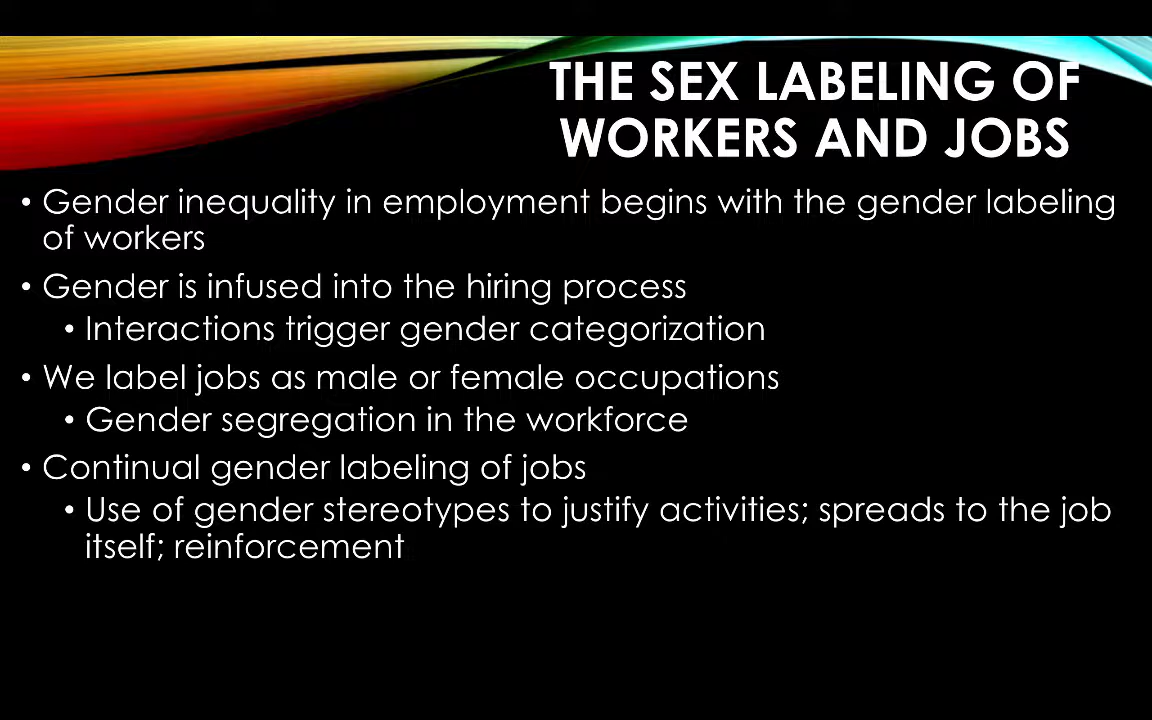 THE SEX LABELING OF
WORKERS AND JOBS
• Gender inequality in employment begins with the gender labeling
of workers
• Gender is infused into the hiring process
• Interactions trigger gender categorization
• We label jobs as male or female occupations
• Gender segregation in the workforce
• Continual gender labeling of jobs
• Use of gender stereotypes to justify activities; spreads to the job
itself; reinforcement